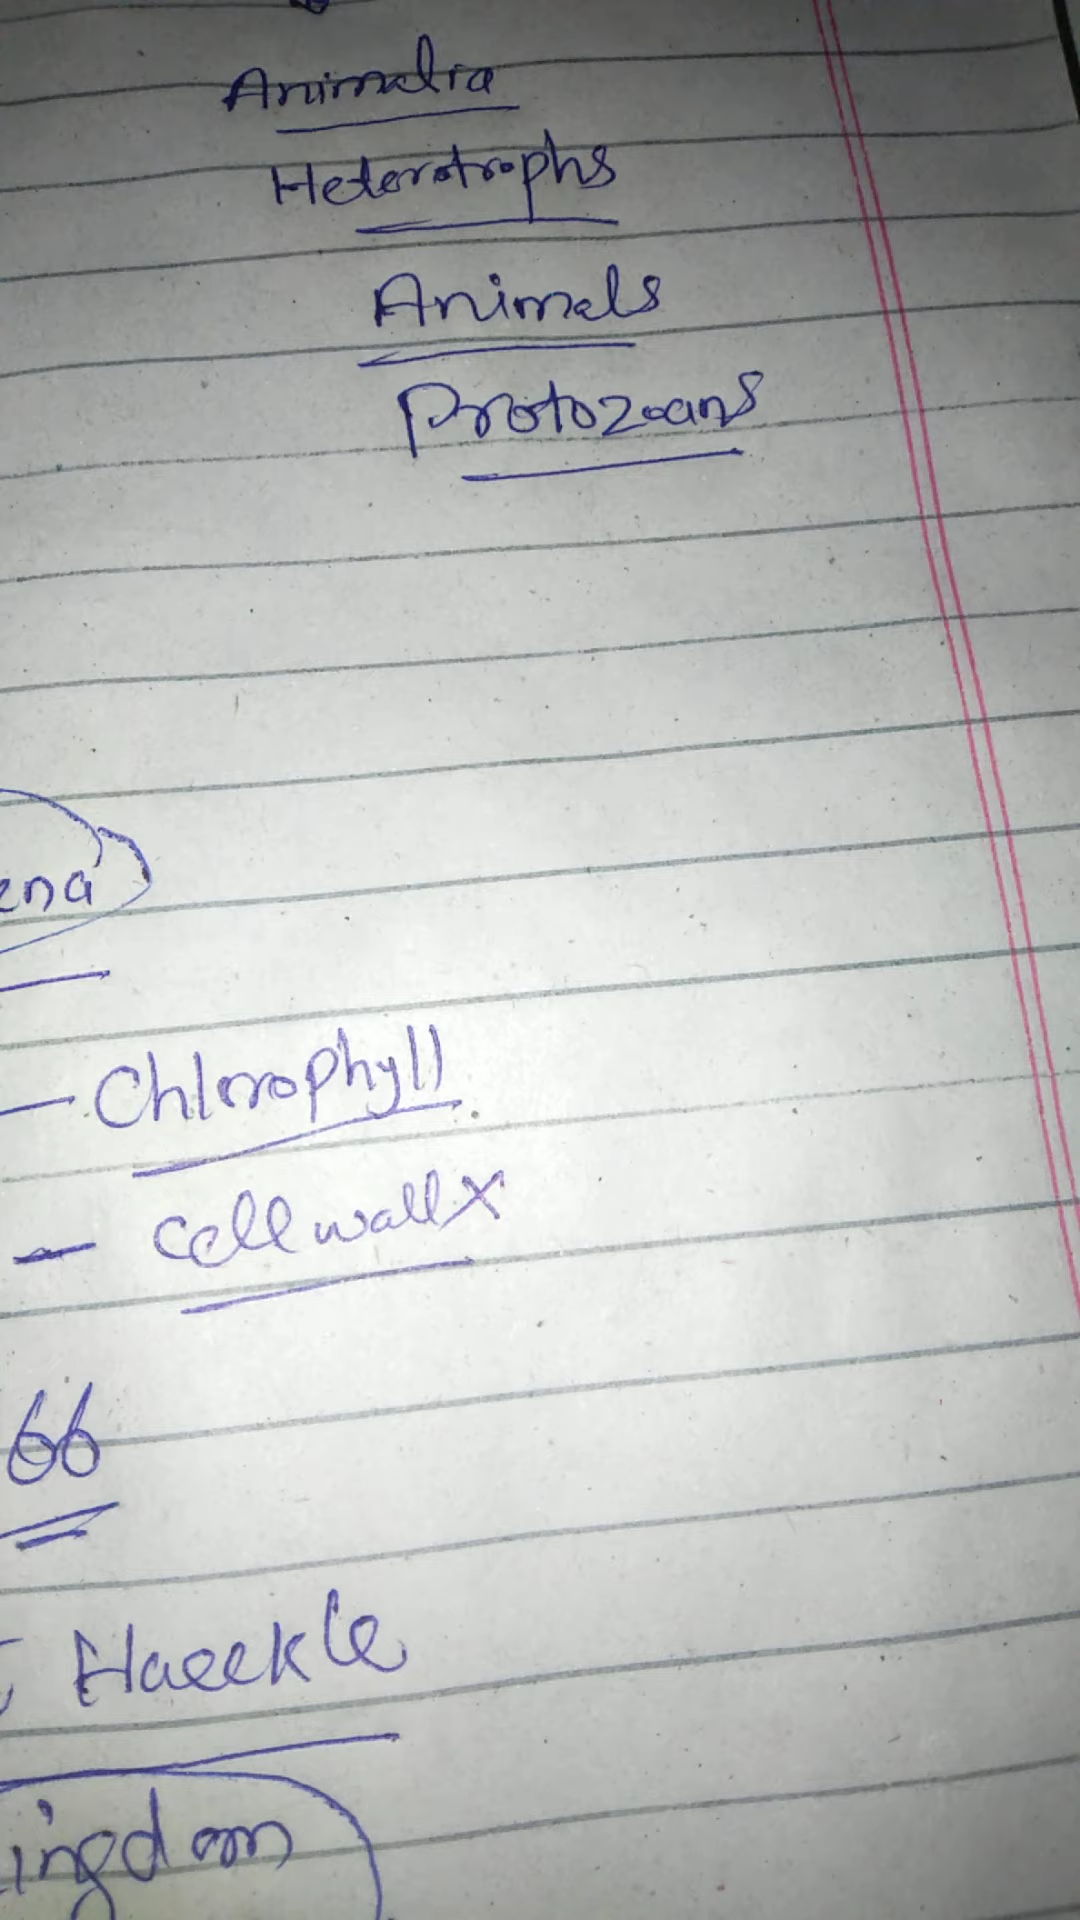 Animalia
Heterotrophs
Animals
Protozoans
ena
- Chlorophyll
- Cell wall x
66
Haeckle
ingdom